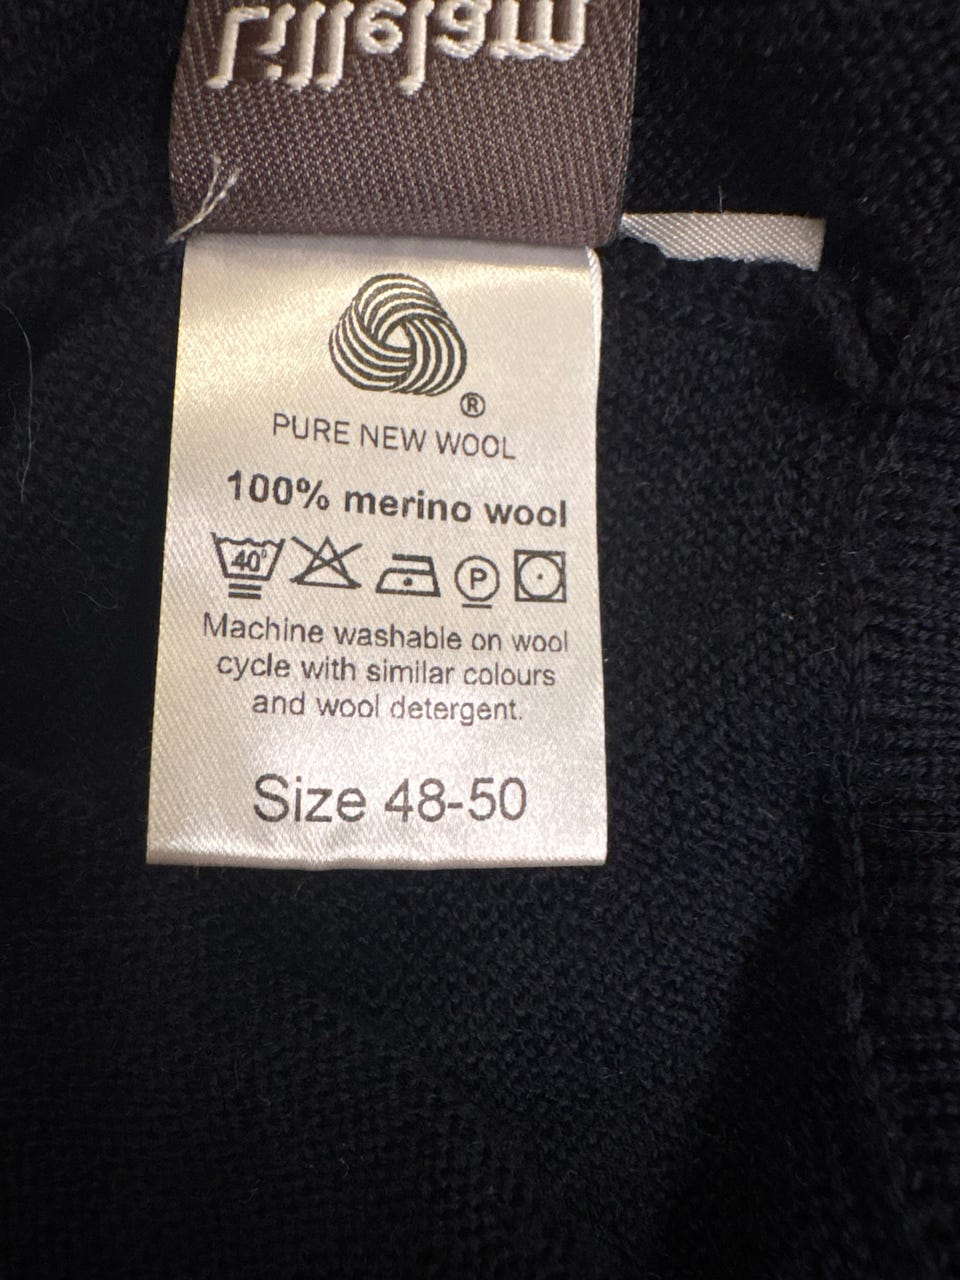 ®
PURE NEW WOOL
100% merino wool
40° P
Machine washable on wool
cycle with similar colours
and wool detergent.
Size 48-50